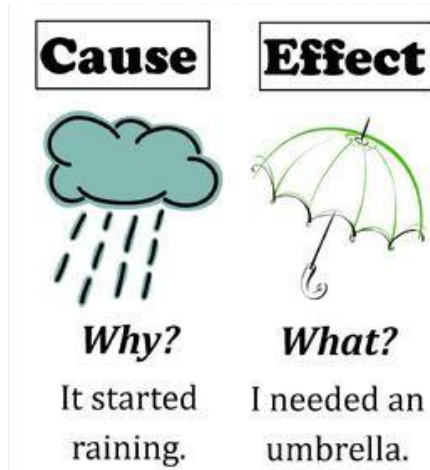 Cause
Effect
Why?
What?
It started
raining.
I needed an
umbrella.